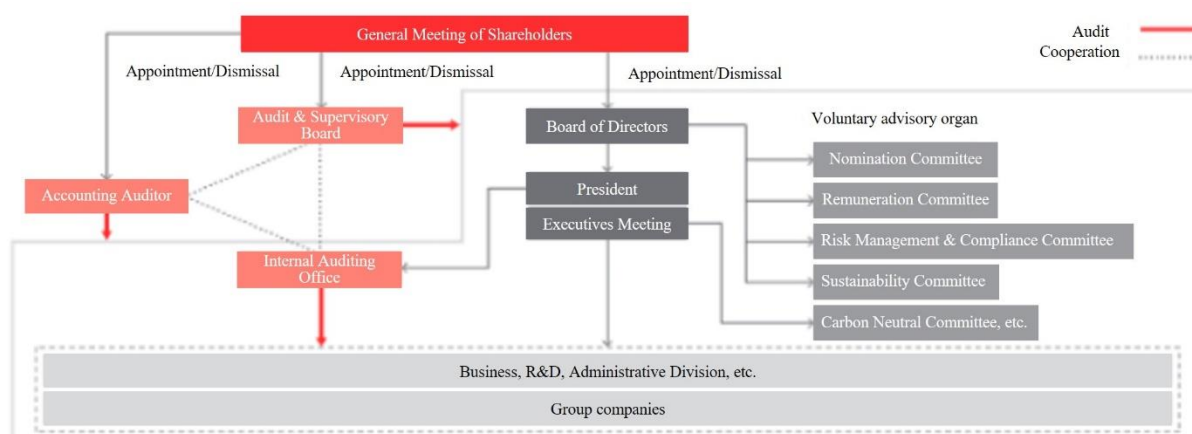 General Meeting of Shareholders
Audit
Cooperation
Appointment/Dismissal
Appointment/Dismissal
Appointment/Dismissal
Audit & Supervisory
Board
Board of Directors
Voluntary advisory organ
Nomination Committee
Accounting Auditor
President
Remuneration Committee
Executives Meeting
Risk Management & Compliance Committee
Internal Auditing
Office
Sustainability Committee
Carbon Neutral Committee, etc.
Business, R&D, Administrative Division, etc.
Group companies